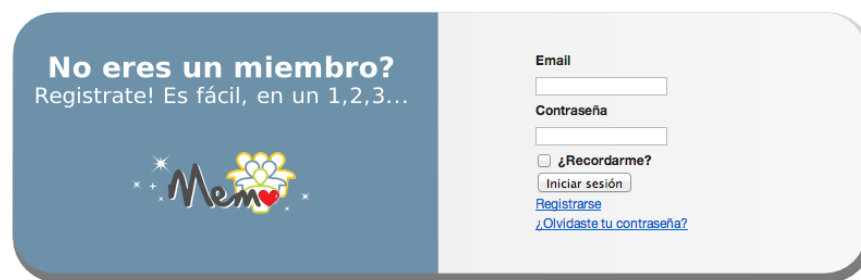 No eres un miembro?
Registrate! Es fácil, en un 1,2,3...
Memo
Email
Contraseña
¿Recordarme?
Iniciar sesión
Registrarse
¿Olvidaste tu contraseña?